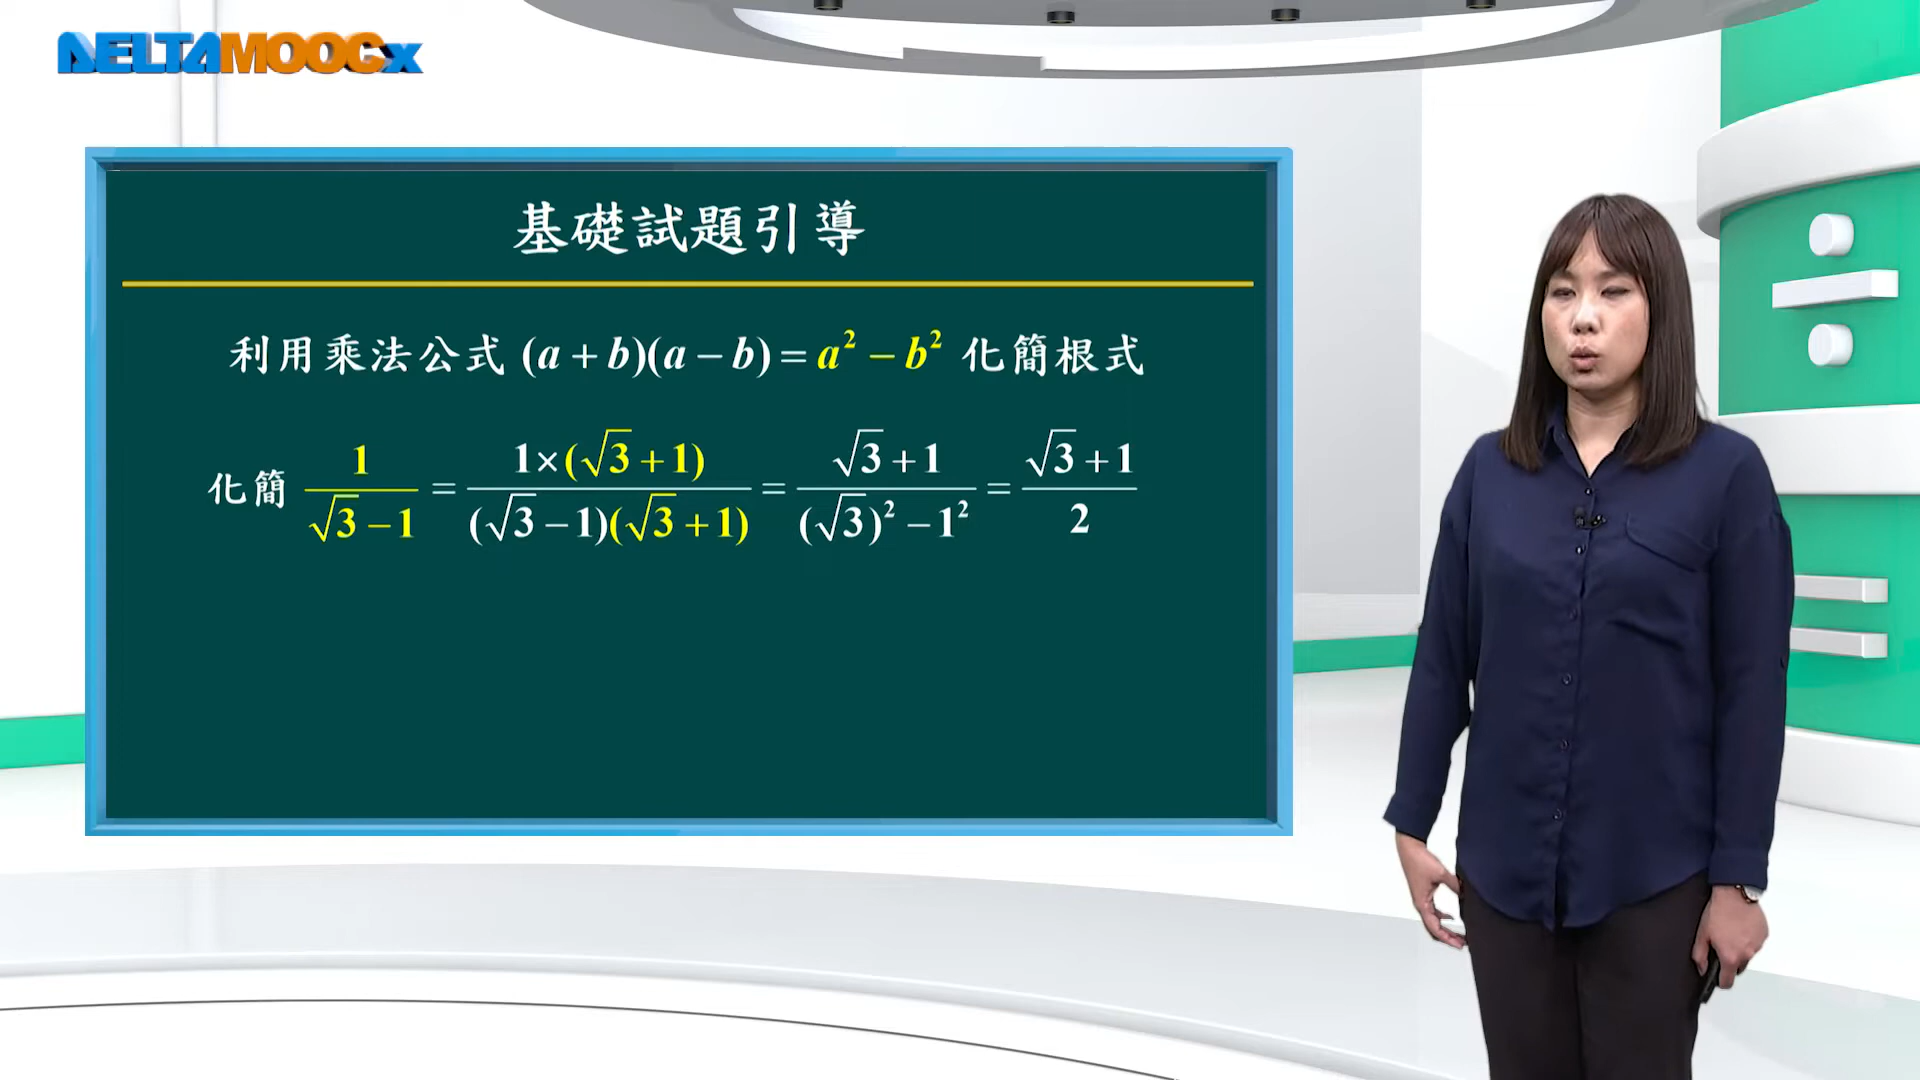 DELTAMOOCx
基礎試題引導
利用乘法公式 (a + b)(a − b) = a² − b² 化簡根式
化簡 1/(√3 − 1) = 1×(√3 + 1)/((√3 − 1)(√3 + 1)) = (√3 + 1)/((√3)² − 1²) = (√3 + 1)/2